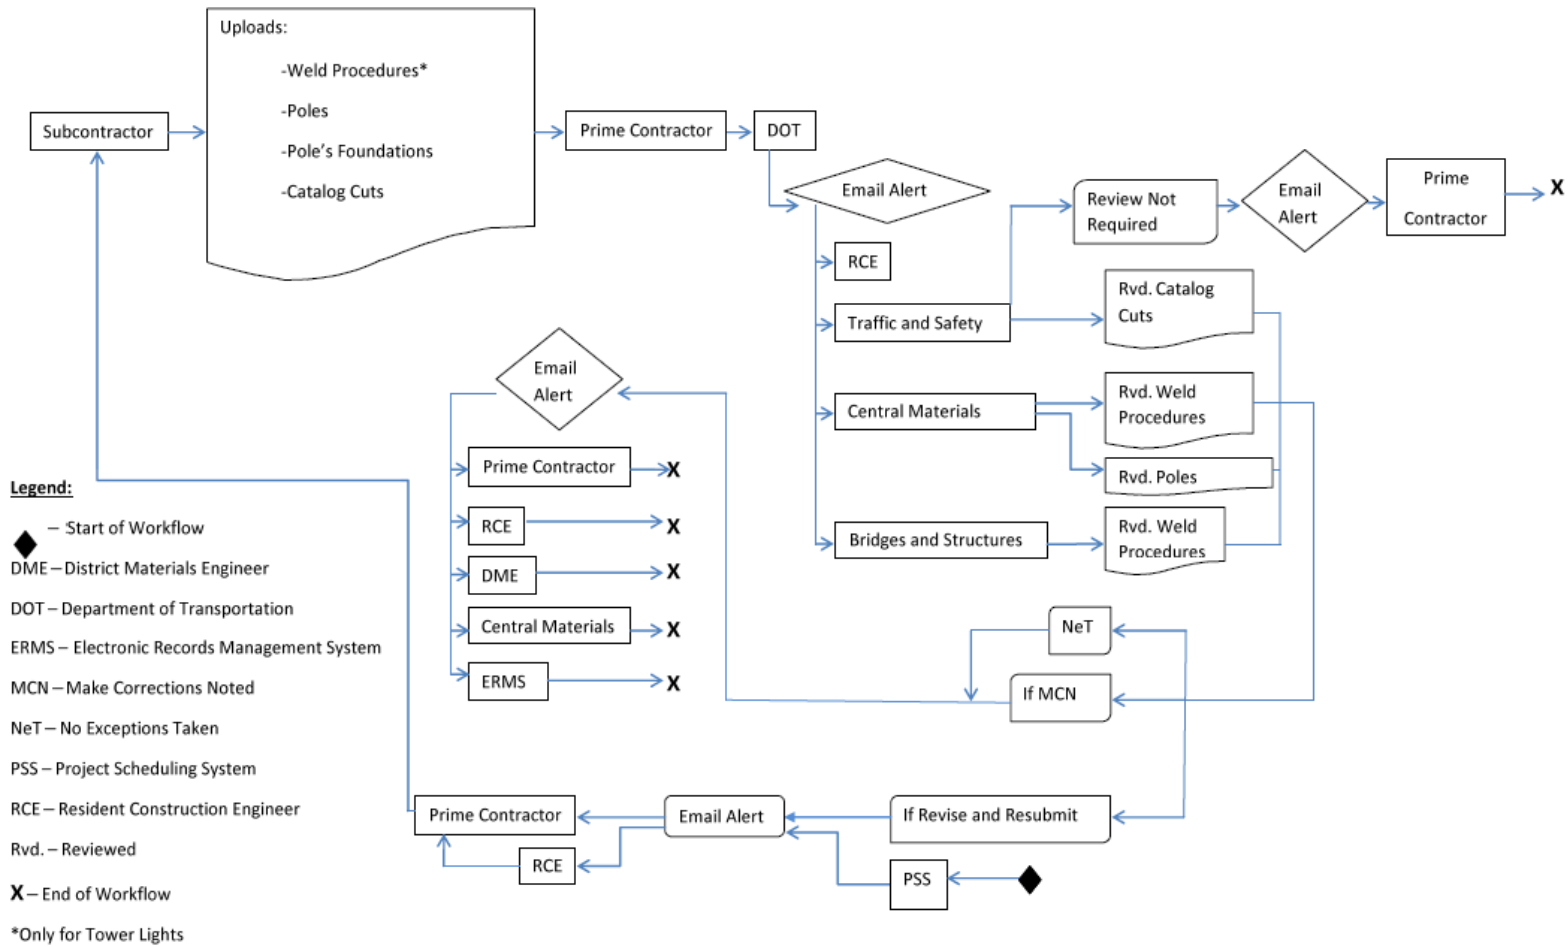 Uploads:
-Weld Procedures*
-Poles
-Pole's Foundations
-Catalog Cuts
Subcontractor
Prime Contractor
DOT
Email Alert
Review Not
Required
Email
Alert
Prime
Contractor
X
RCE
Traffic and Safety
Rvd. Catalog
Cuts
Central Materials
Rvd. Weld
Procedures
Rvd. Poles
Bridges and Structures
Rvd. Weld
Procedures
Email
Alert
Prime Contractor
X
RCE
X
DME
X
Central Materials
X
ERMS
X
NeT
If MCN
If Revise and Resubmit
Email Alert
Prime Contractor
RCE
PSS
Legend:
– Start of Workflow
DME – District Materials Engineer
DOT – Department of Transportation
ERMS – Electronic Records Management System
MCN – Make Corrections Noted
NeT – No Exceptions Taken
PSS – Project Scheduling System
RCE – Resident Construction Engineer
Rvd. – Reviewed
X – End of Workflow
*Only for Tower Lights